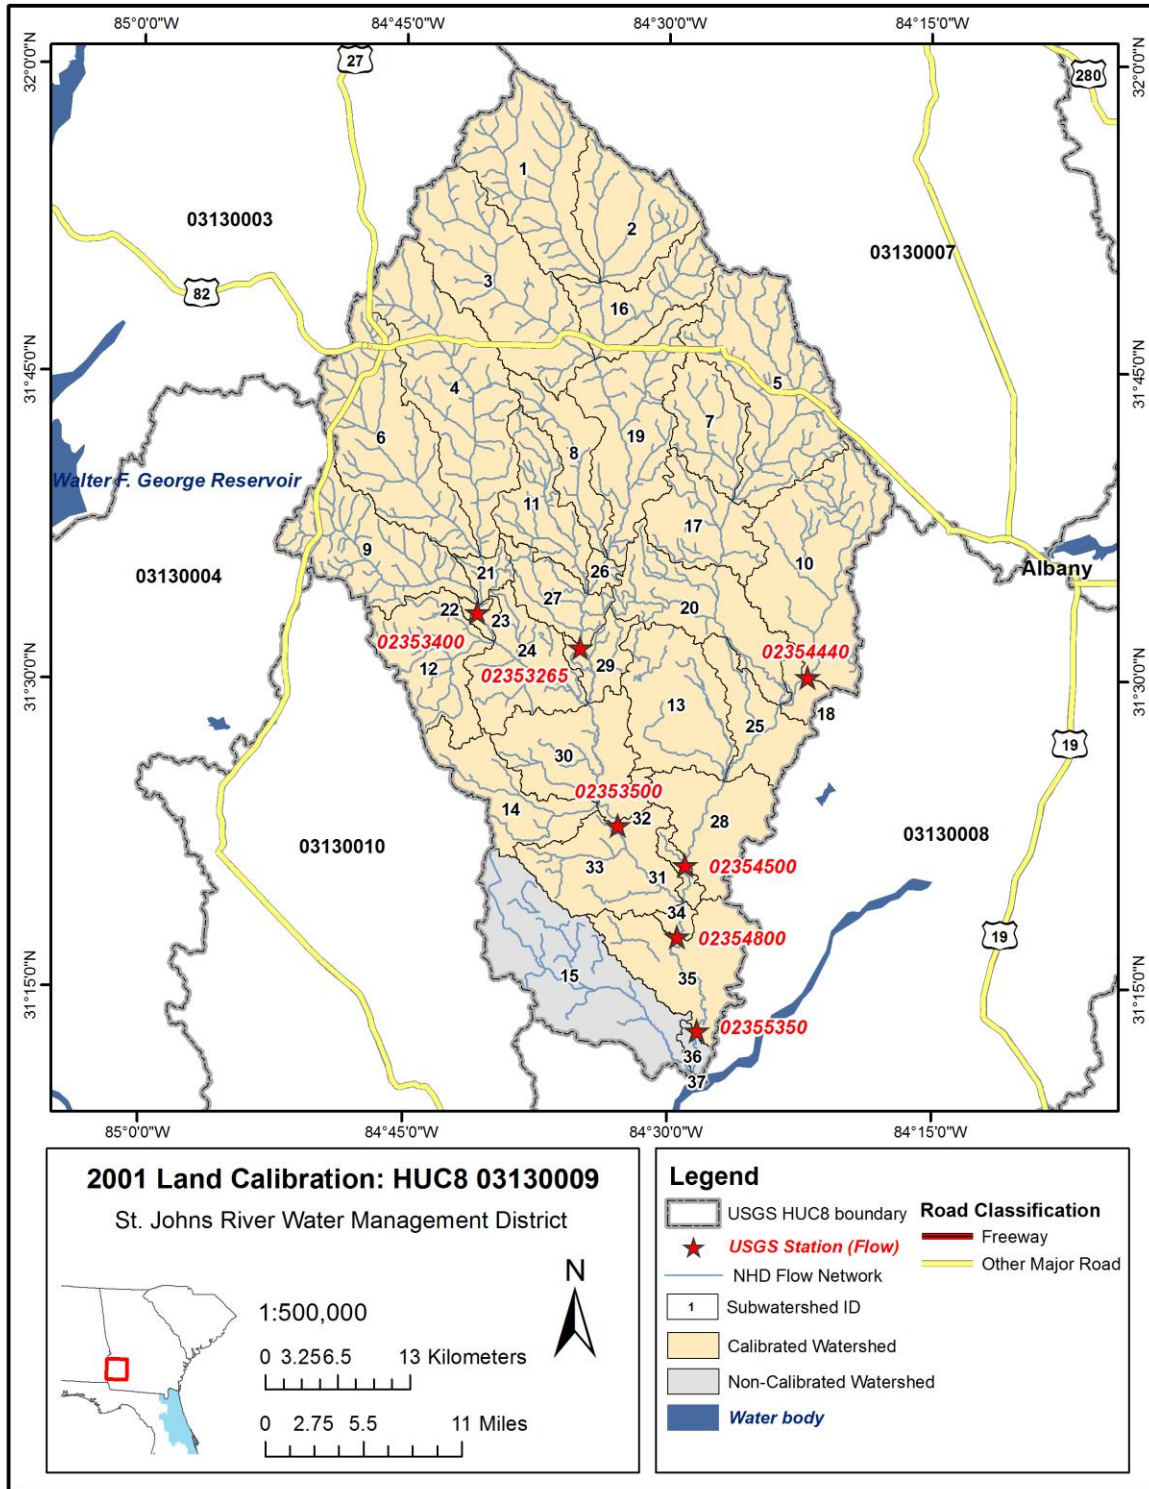 85°0'0"W 84°45'0"W 84°30'0"W 84°15'0"W
32°0'0"N
32°0'0"N
27
280
1
03130003
2
03130007
3
82
16
31°45'0"N
31°45'0"N
5
4
7
6
19
8
Walter F. George Reservoir
11
17
9
10
03130004
21
26
Albany
27
20
22
23
02353400
24
02354440
12
02353265
29
31°30'0"N
31°30'0"N
13
18
25
19
30
02353500
14
32
28
03130008
03130010
33
31
02354500
34
19
02354800
15
35
31°15'0"N
31°15'0"N
02355350
36
37
85°0'0"W 84°45'0"W 84°30'0"W 84°15'0"W
2001 Land Calibration: HUC8 03130009
St. Johns River Water Management District
N
1:500,000
0 3.256.5 13 Kilometers
0 2.75 5.5 11 Miles
Legend
USGS HUC8 boundary
USGS Station (Flow)
NHD Flow Network
1 Subwatershed ID
Calibrated Watershed
Non-Calibrated Watershed
Water body
Road Classification
Freeway
Other Major Road